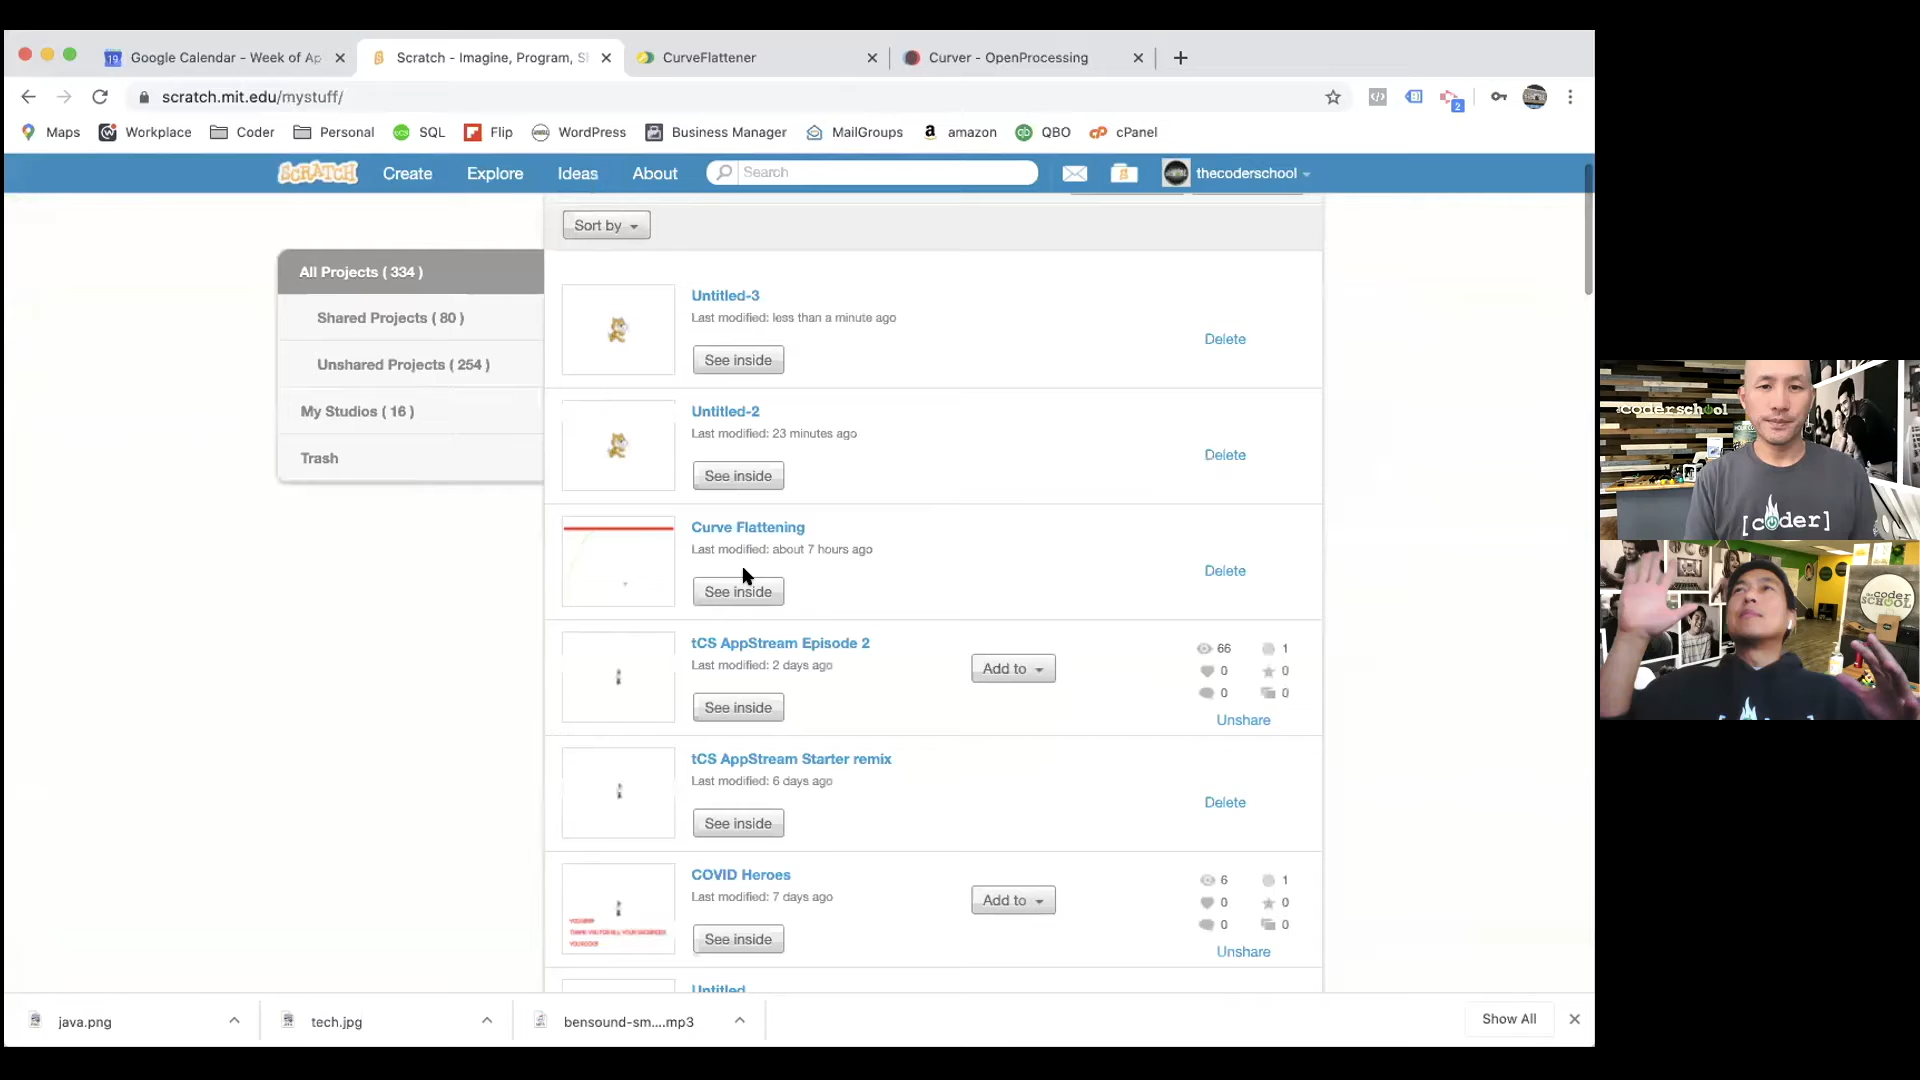 Google Calendar - Week of Ap
Scratch - Imagine, Program, S
CurveFlattener
Curver - OpenProcessing
scratch.mit.edu/mystuff/
2
Maps
Workplace
Coder
Personal
SQL
Flip
WordPress
Business Manager
MailGroups
amazon
QBO
cPanel
SCRATCH
Create
Explore
Ideas
About
Search
thecoderschool
Sort by
All Projects ( 334 )
Shared Projects ( 80 )
Unshared Projects ( 254 )
My Studios ( 16 )
Trash
Untitled-3
Last modified: less than a minute ago
See inside
Delete
Untitled-2
Last modified: 23 minutes ago
See inside
Delete
Curve Flattening
Last modified: about 7 hours ago
See inside
Delete
tCS AppStream Episode 2
Last modified: 2 days ago
See inside
Add to
66 1
0 0
0 0
Unshare
tCS AppStream Starter remix
Last modified: 6 days ago
See inside
Delete
COVID Heroes
Last modified: 7 days ago
See inside
Add to
6 1
0 0
0 0
Unshare
Untitled
java.png
tech.jpg
bensound-sm....mp3
Show All
coderschool
[coder]
the
coder
SCHOOL